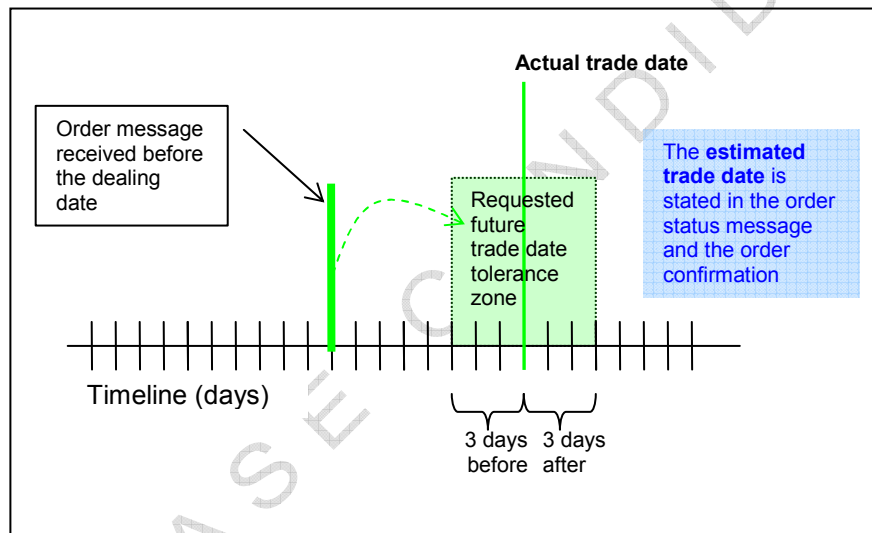 Actual trade date
Order message
received before
the dealing
date
Requested
future
trade date
tolerance
zone
The estimated
trade date is
stated in the order
status message
and the order
confirmation
Timeline (days)
3 days
before
3 days
after
ASE C NDID